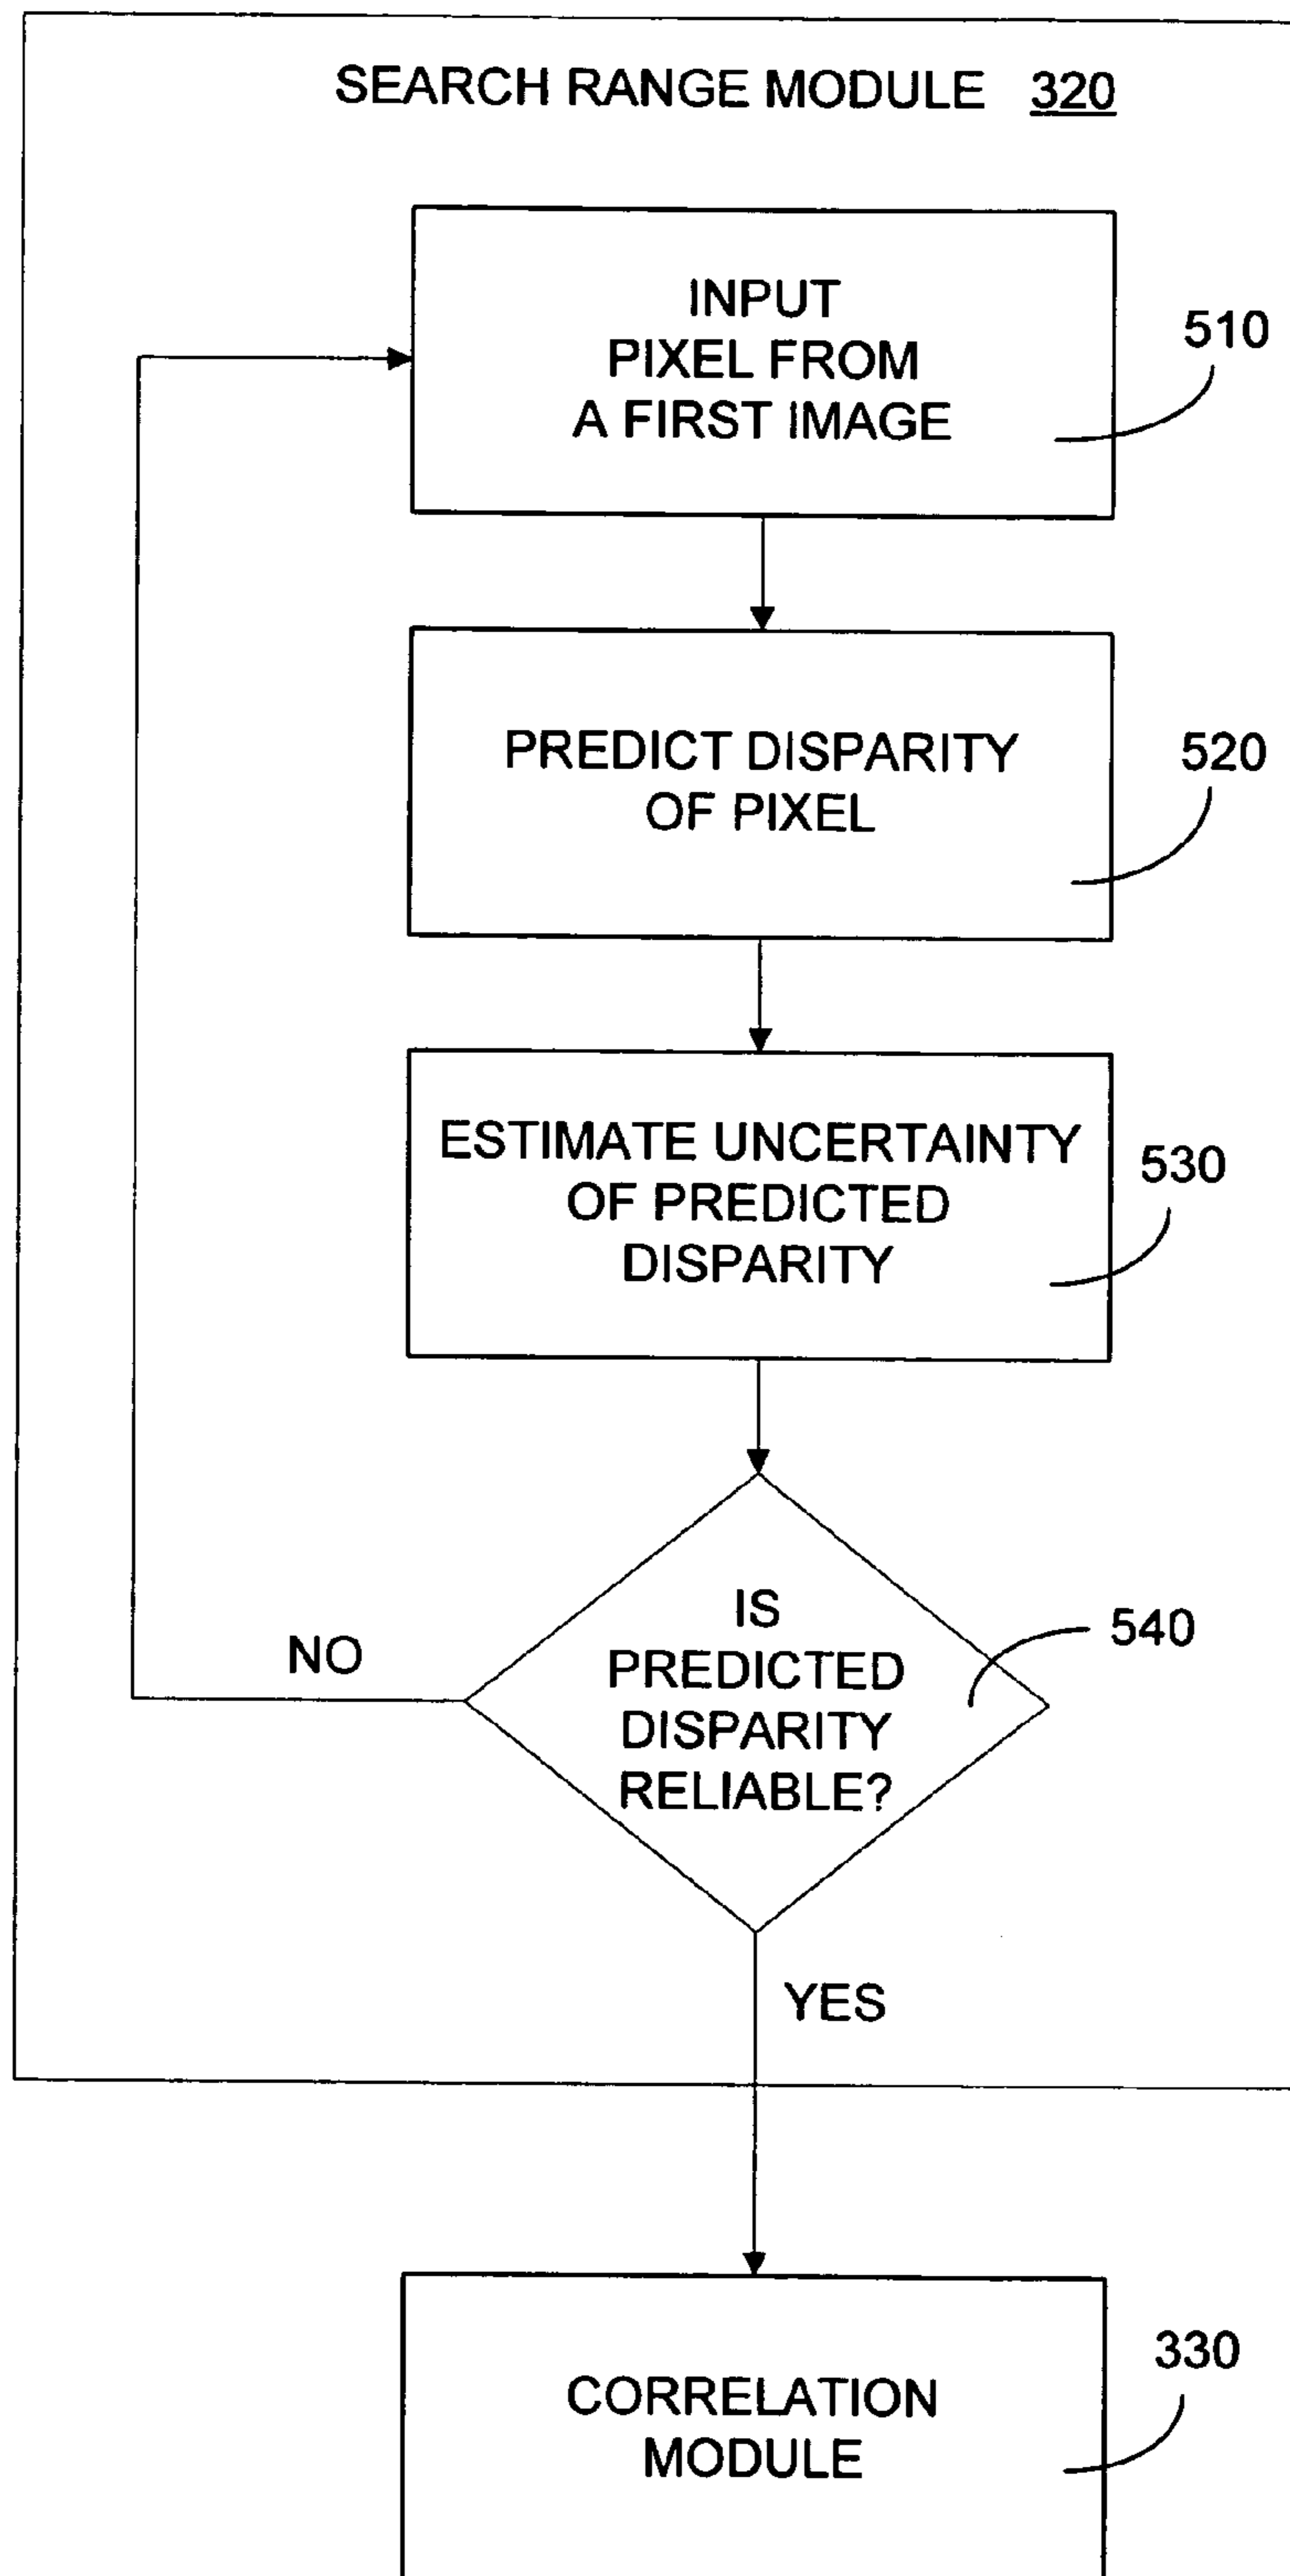 SEARCH RANGE MODULE 320
INPUT
PIXEL FROM
A FIRST IMAGE
510
PREDICT DISPARITY
OF PIXEL
520
ESTIMATE UNCERTAINTY
OF PREDICTED
DISPARITY
530
IS
PREDICTED
DISPARITY
RELIABLE?
540
NO
YES
CORRELATION
MODULE
330